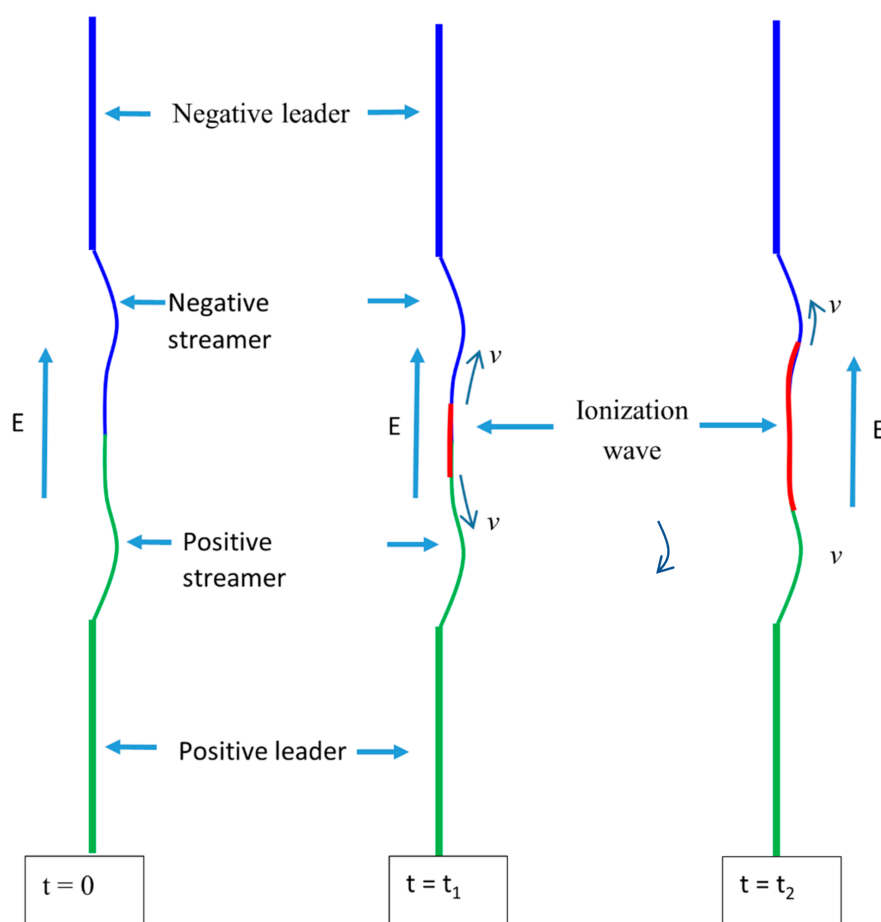 Negative leader
Negative
streamer
v
v
E
E
Ionization
wave
v
E
Positive
streamer
v
Positive leader
t = 0
t = t₁
t = t₂